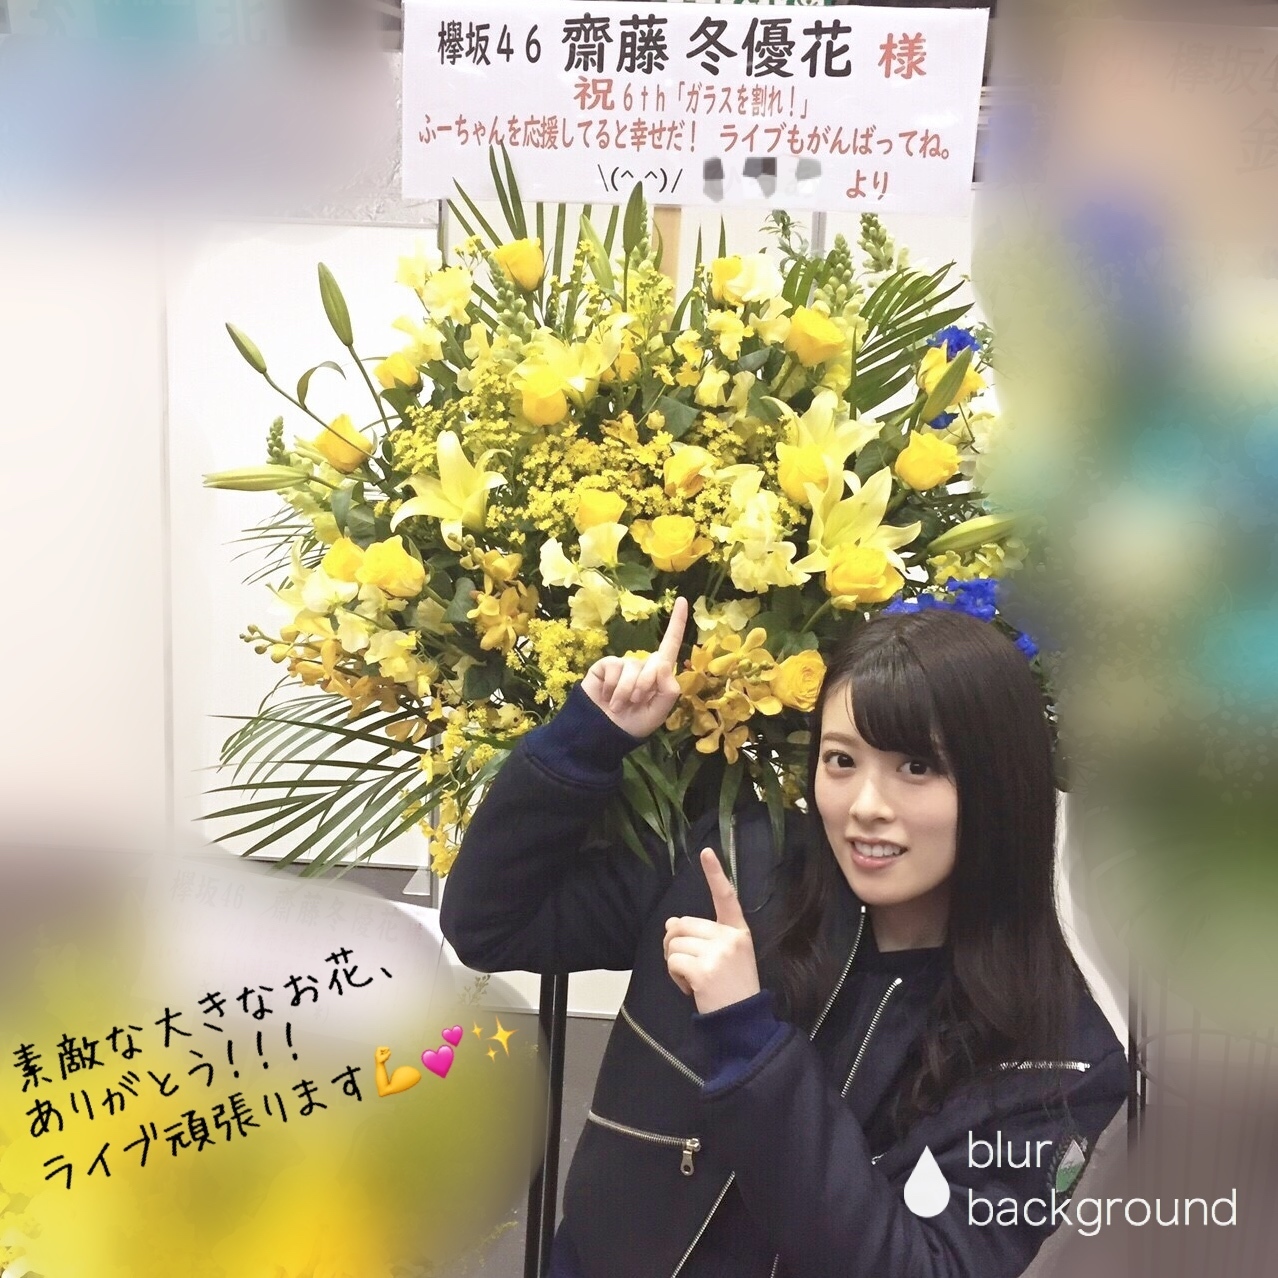 欅坂46 齋藤 冬優花 様
祝 6th「ガラスを割れ!」
ふーちゃんを応援してると幸せだ! ライブもがんばってね。
\(^_^)/ より
欅坂46 齋藤冬優花
素敵な大きなお花、
ありがとう!!!
ライブ頑張ります💪💕✨
blur
background